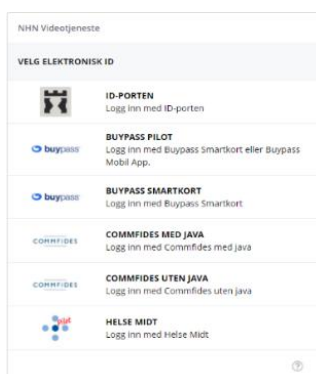 NHN Videotjeneste
VELG ELEKTRONISK ID
ID-PORTEN
Logg inn med ID-porten
buypass
BUYPASS PILOT
Logg inn med Buypass Smartkort eller Buypass
Mobil App.
buypass
BUYPASS SMARTKORT
Logg inn med Buypass Smartkort
COMMFIDES
COMMFIDES MED JAVA
Logg inn med Commfides med java
COMMFIDES
COMMFIDES UTEN JAVA
Logg inn med Commfides uten java
midt
HELSE MIDT
Logg inn med Helse Midt
?